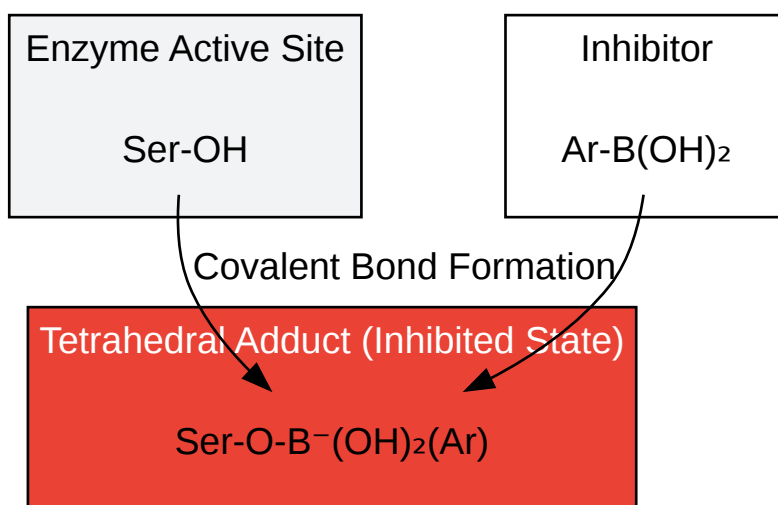 Enzyme Active Site
Ser-OH
Inhibitor
Ar-B(OH)₂
Covalent Bond Formation
Tetrahedral Adduct (Inhibited State)
Ser-O-B⁻(OH)₂(Ar)